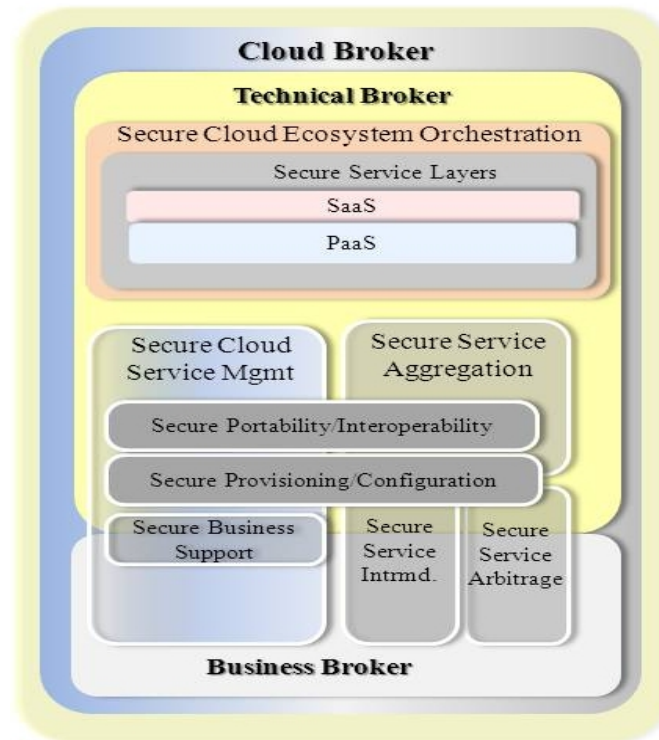 Cloud Broker
Technical Broker
Secure Cloud Ecosystem Orchestration
Secure Service Layers
SaaS
PaaS
Secure Cloud
Service Mgmt
Secure Service
Aggregation
Secure Portability/Interoperability
Secure Provisioning/Configuration
Secure Business
Support
Secure
Service
Intrmd.
Secure
Service
Arbitrage
Business Broker